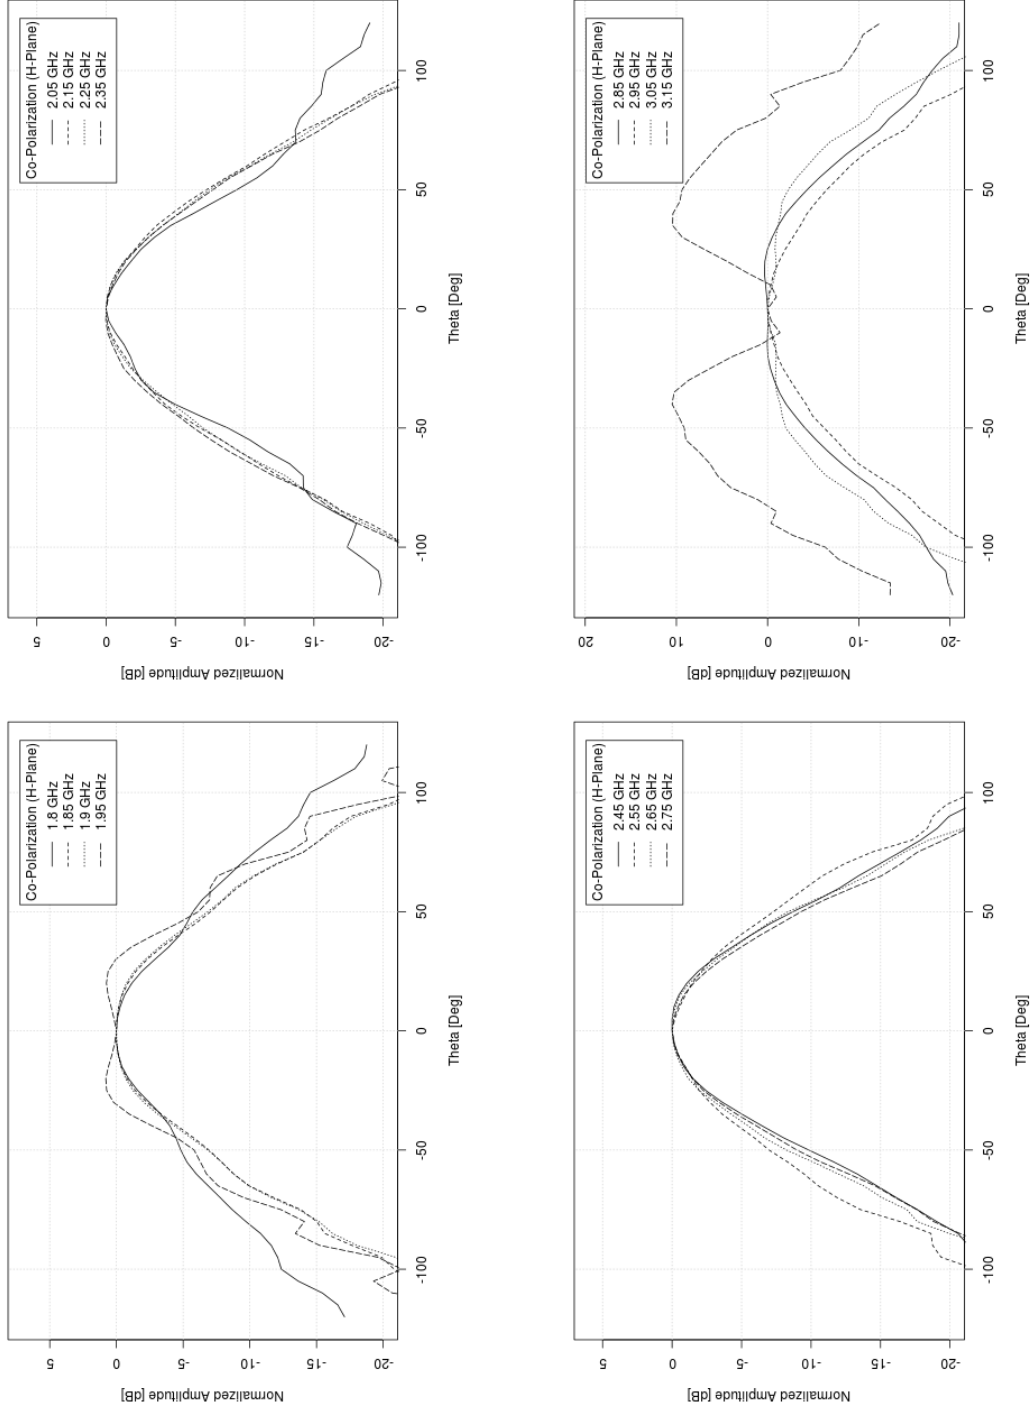 Co-Polarization (H-Plane)
2.05 GHz
2.15 GHz
2.25 GHz
2.35 GHz
5
0
-5
-10
-15
-20
Normalized Amplitude [dB]
-100
-50
0
50
100
Theta [Deg]
Co-Polarization (H-Plane)
2.85 GHz
2.95 GHz
3.05 GHz
3.15 GHz
20
10
0
-10
-20
Normalized Amplitude [dB]
-100
-50
0
50
100
Theta [Deg]
Co-Polarization (H-Plane)
1.8 GHz
1.85 GHz
1.9 GHz
1.95 GHz
5
0
-5
-10
-15
-20
Normalized Amplitude [dB]
-100
-50
0
50
100
Theta [Deg]
Co-Polarization (H-Plane)
2.45 GHz
2.55 GHz
2.65 GHz
2.75 GHz
5
0
-5
-10
-15
-20
Normalized Amplitude [dB]
-100
-50
0
50
100
Theta [Deg]